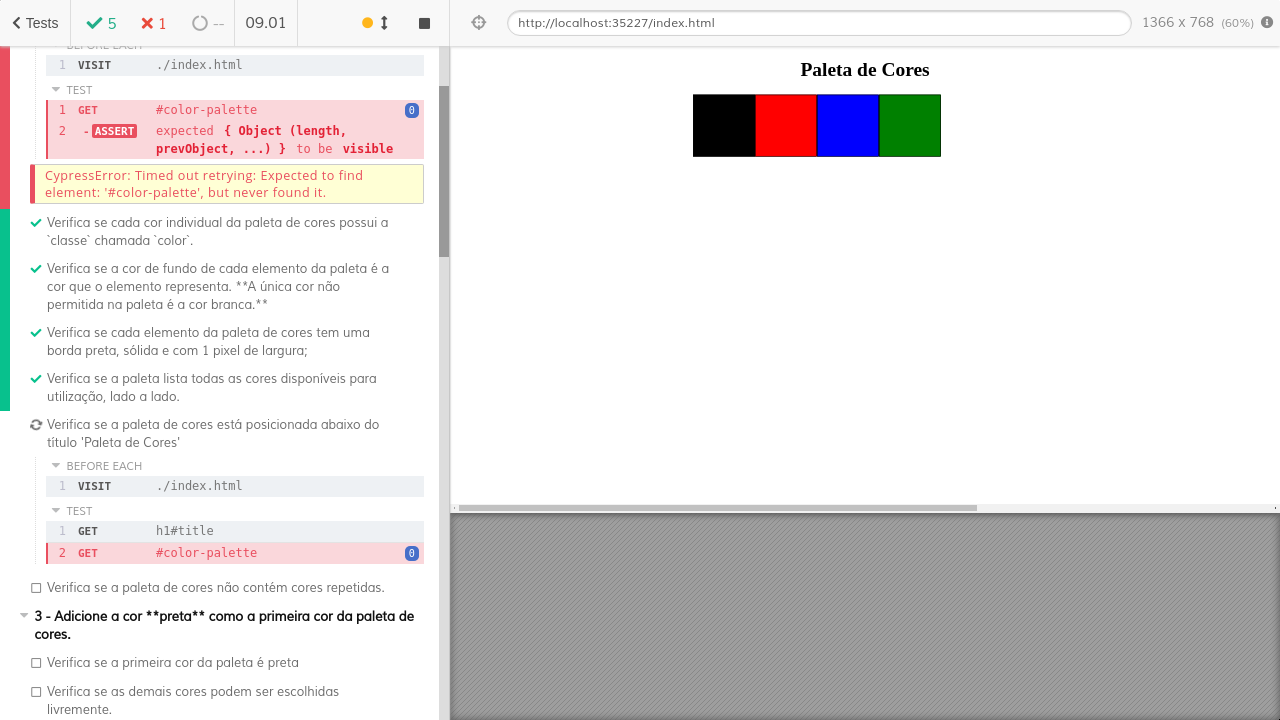 Tests
5
1
--
09.01
http://localhost:35227/index.html
1366 x 768 (60%)
BEFORE EACH
1 VISIT ./index.html
TEST
1 GET #color-palette 0
2 - ASSERT expected { Object (length,
prevObject, ...) } to be visible
CypressError: Timed out retrying: Expected to find
element: '#color-palette', but never found it.
Verifica se cada cor individual da paleta de cores possui a
`classe` chamada `color`.
Verifica se a cor de fundo de cada elemento da paleta é a
cor que o elemento representa. **A única cor não
permitida na paleta é a cor branca.**
Verifica se cada elemento da paleta de cores tem uma
borda preta, sólida e com 1 pixel de largura;
Verifica se a paleta lista todas as cores disponíveis para
utilização, lado a lado.
Verifica se a paleta de cores está posicionada abaixo do
título 'Paleta de Cores'
BEFORE EACH
1 VISIT ./index.html
TEST
1 GET h1#title
2 GET #color-palette 0
Verifica se a paleta de cores não contém cores repetidas.
3 - Adicione a cor **preta** como a primeira cor da paleta de
cores.
Verifica se a primeira cor da paleta é preta
Verifica se as demais cores podem ser escolhidas
livremente.
Paleta de Cores